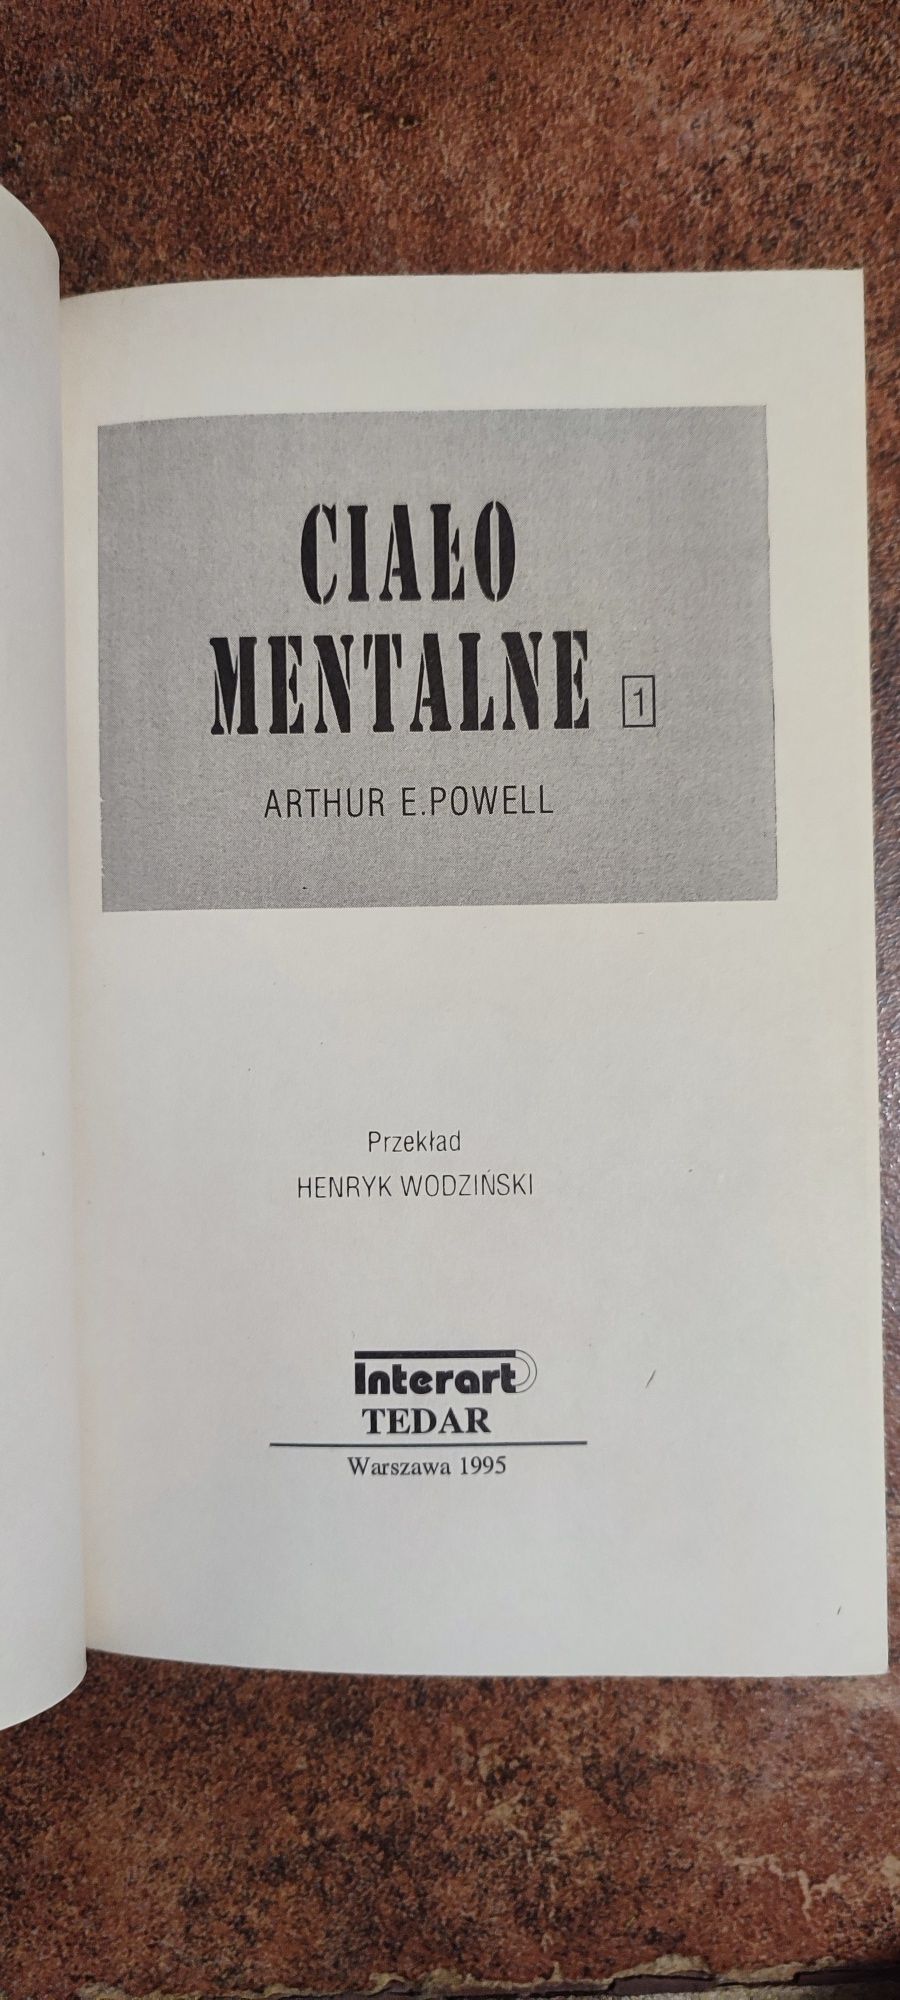 CIAŁO
MENTALNE 1
ARTHUR E.POWELL
Przekład
HENRYK WODZIŃSKI
Interart
TEDAR
Warszawa 1995